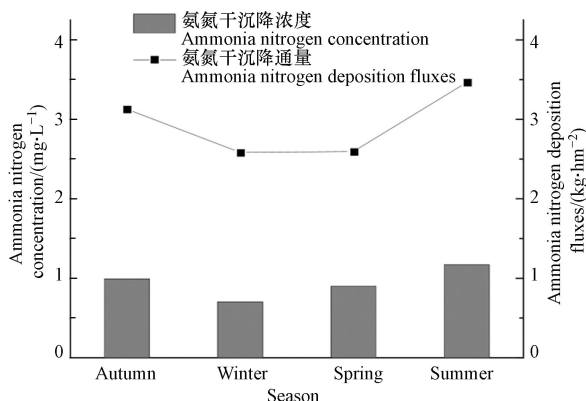 氨氮干沉降浓度
Ammonia nitrogen concentration
氨氮干沉降通量
Ammonia nitrogen deposition fluxes
Ammonia nitrogen
concentration/(mg·L⁻¹)
4
3
2
1
0
4
3
2
1
0
Ammonia nitrogen deposition
fluxes/(kg·hm⁻²)
Autumn Winter Spring Summer
Season